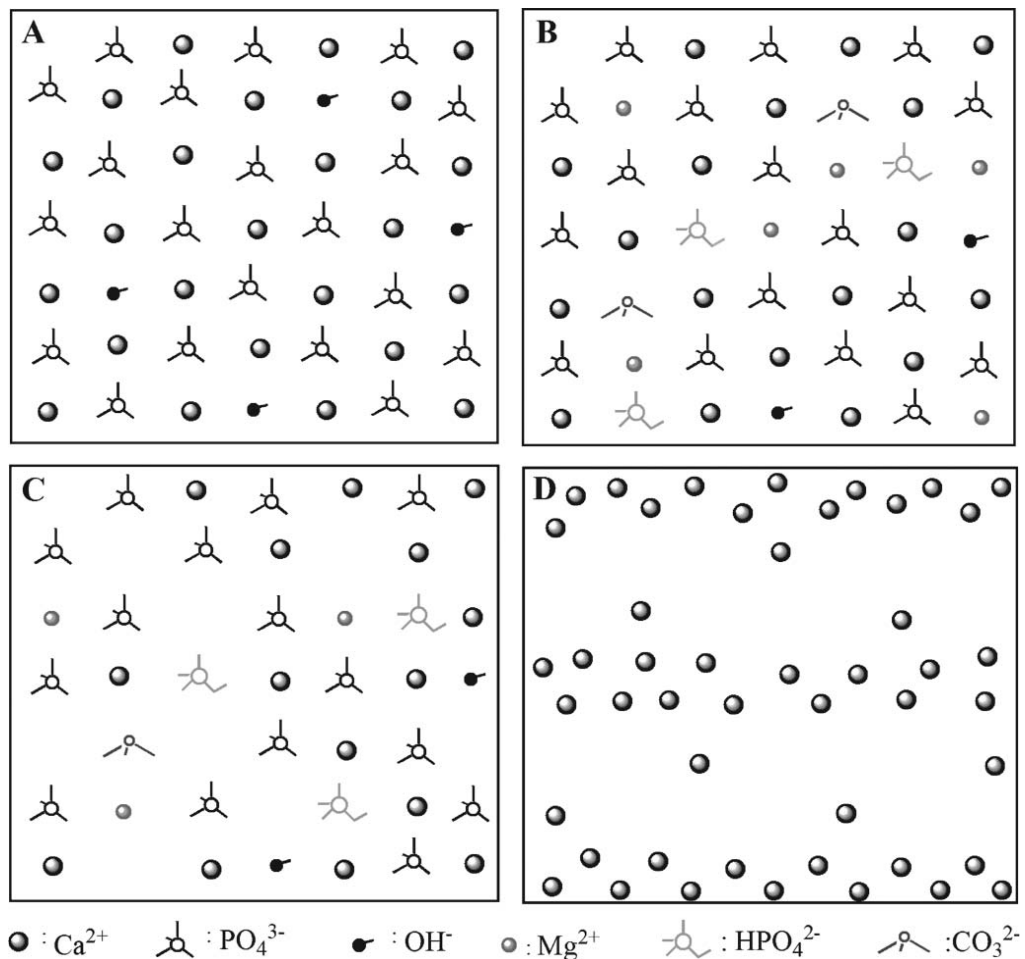 A
B
C
D
: Ca²⁺ : PO₄³⁻ : OH⁻ : Mg²⁺ : HPO₄²⁻ :CO₃²⁻